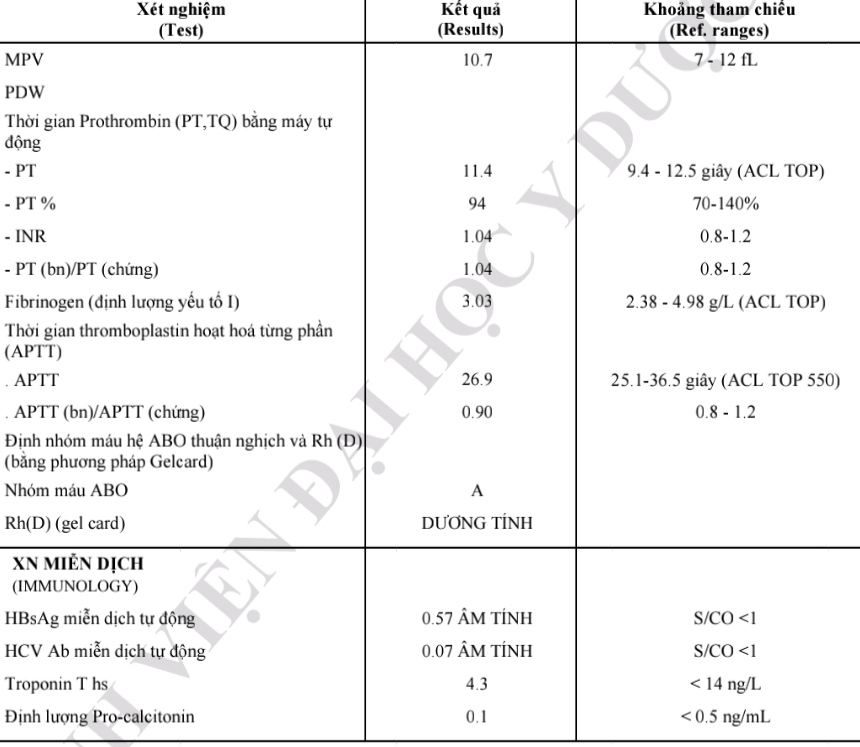 Xét nghiệm Kết quả Khoảng tham chiếu
(Test) (Results) (Ref. ranges)
MPV 10.7 7 - 12 fL
PDW
Thời gian Prothrombin (PT,TQ) bằng máy tự
động
- PT 11.4 9.4 - 12.5 giây (ACL TOP)
- PT % 94 70-140%
- INR 1.04 0.8-1.2
- PT (bn)/PT (chứng) 1.04 0.8-1.2
Fibrinogen (định lượng yếu tố I) 3.03 2.38 - 4.98 g/L (ACL TOP)
Thời gian thromboplastin hoạt hoá từng phần
(APTT)
. APTT 26.9 25.1-36.5 giây (ACL TOP 550)
. APTT (bn)/APTT (chứng) 0.90 0.8 - 1.2
Định nhóm máu hệ ABO thuận nghịch và Rh (D)
(bằng phương pháp Gelcard)
Nhóm máu ABO A
Rh(D) (gel card) DƯƠNG TÍNH
XN MIỄN DỊCH
(IMMUNOLOGY)
HBsAg miễn dịch tự động 0.57 ÂM TÍNH S/CO <1
HCV Ab miễn dịch tự động 0.07 ÂM TÍNH S/CO <1
Troponin T hs 4.3 < 14 ng/L
Định lượng Pro-calcitonin 0.1 < 0.5 ng/mL
NH VIỆN ĐẠI HỌC Y DƯỢC